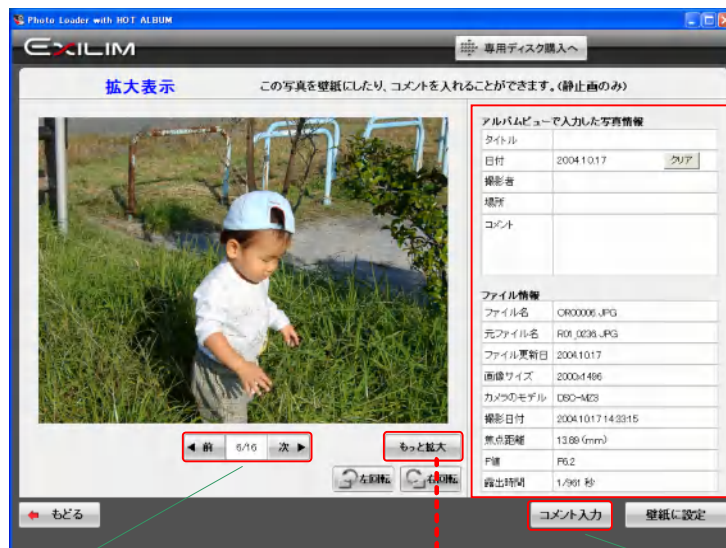 Photo Loader with HOT ALBUM
EXILIM
専用ディスク購入へ
拡大表示
この写真を壁紙にしたり、コメントを入れることができます。(静止画のみ)
アルバムビューで入力した写真情報
タイトル
日付 2004.10.17 クリア
撮影者
場所
コメント
ファイル情報
ファイル名 OR00006.JPG
元ファイル名 R01_0236.JPG
ファイル更新日 2004.10.17
画像サイズ 2000x1496
カメラのモデル DSC-MZ3
撮影日付 2004.10.17 14:33:15
焦点距離 13.89 (mm)
F値 F6.2
露出時間 1/961 秒
◀ 前 6/16 次 ▶
もっと拡大
左回転 右回転
もどる
コメント入力
壁紙に設定